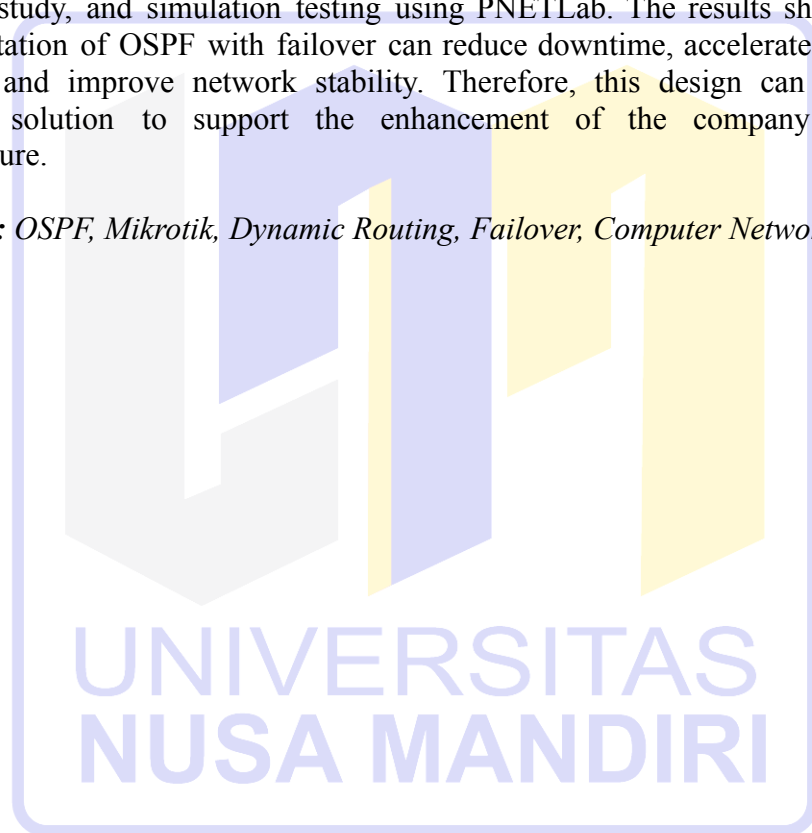 study, and simulation testing using PNETLab. The results sh
tation of OSPF with failover can reduce downtime, accelerate
and improve network stability. Therefore, this design can
solution to support the enhancement of the company
ure.
: OSPF, Mikrotik, Dynamic Routing, Failover, Computer Netwo
UNIVERSITAS
NUSA MANDIRI